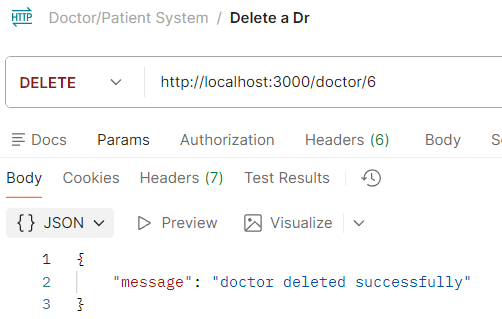 HTTP Doctor/Patient System / Delete a Dr
DELETE http://localhost:3000/doctor/6
Docs Params Authorization Headers (6) Body S
Body Cookies Headers (7) Test Results
{} JSON Preview Visualize
1 {
2 "message": "doctor deleted successfully"
3 }